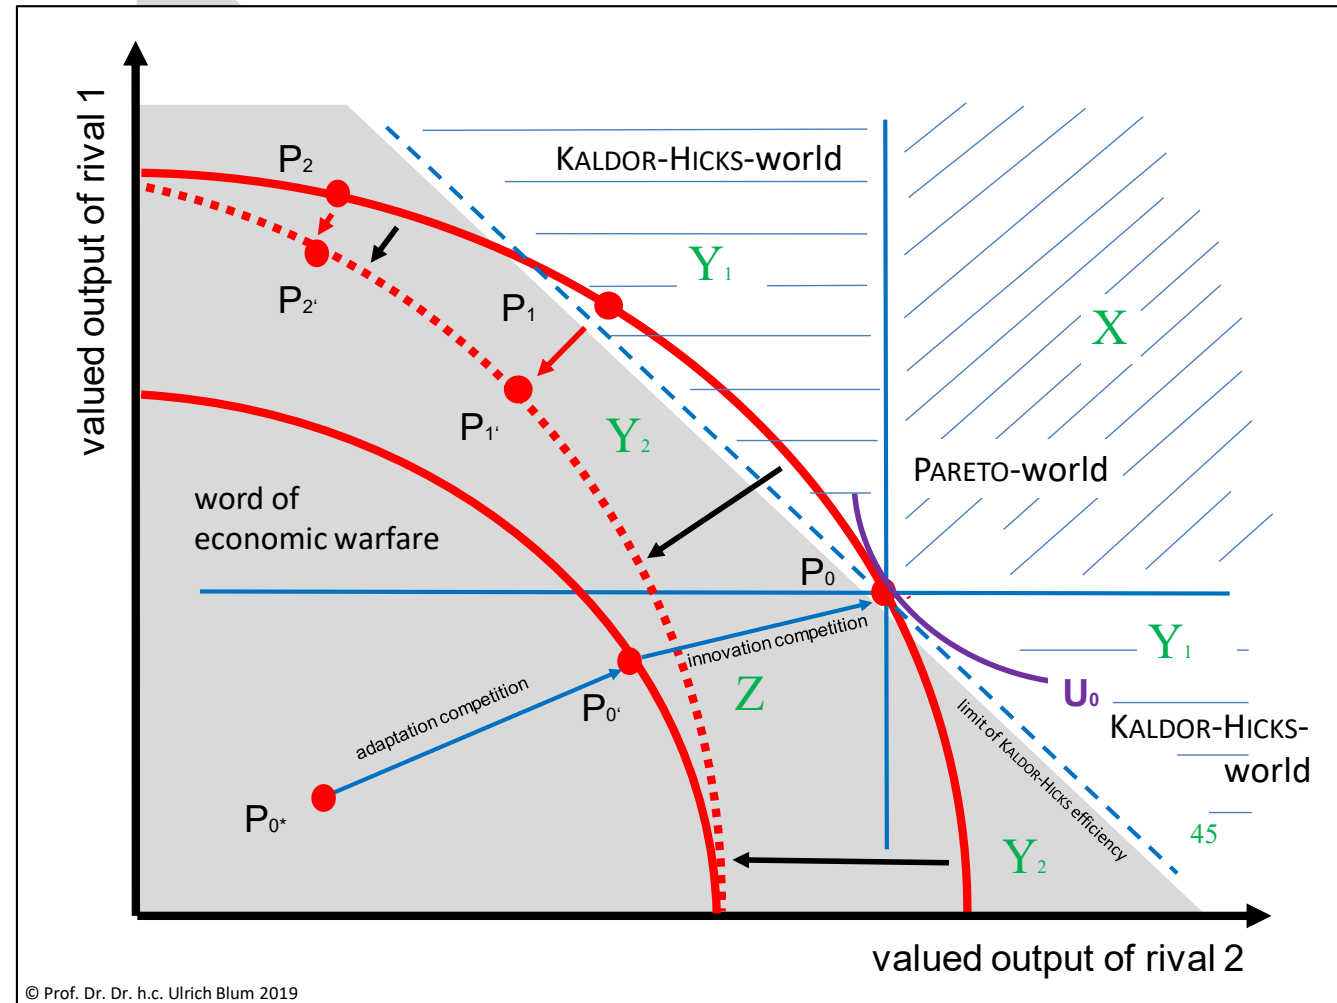 valued output of rival 1
P₂
KALDOR-HICKS-world
Y₁
P₂‘
P₁
X
P₁‘
Y₂
PARETO-world
word of
economic warfare
P₀
innovation competition
Y₁
adaptation competition
P₀‘
Z
U₀
limit of KALDOR-HICKS efficiency
KALDOR-HICKS-
world
P₀*
45
Y₂
valued output of rival 2
© Prof. Dr. Dr. h.c. Ulrich Blum 2019